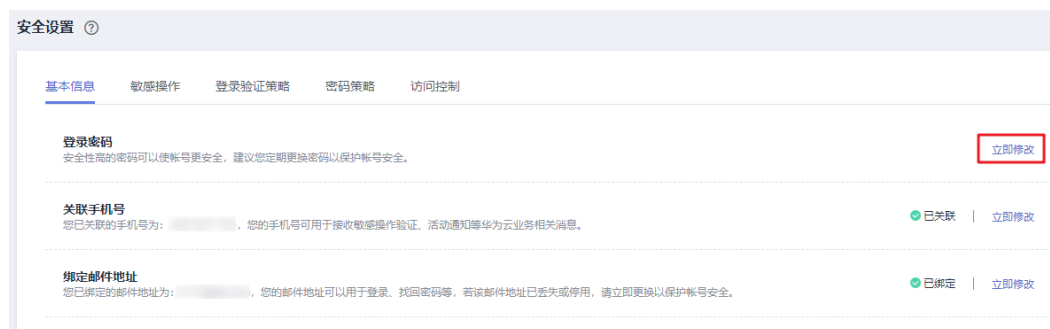 安全设置 ?
基本信息 敏感操作 登录验证策略 密码策略 访问控制
登录密码
安全性高的密码可以使帐号更安全，建议您定期更换密码以保护帐号安全。
立即修改
关联手机号
您已关联的手机号为： ，您的手机号可用于接收敏感操作验证、活动通知等华为云业务相关消息。
已关联 | 立即修改
绑定邮件地址
您已绑定的邮件地址为： ，您的邮件地址可以用于登录、找回密码等，若该邮件地址已丢失或停用，请立即更换以保护帐号安全。
已绑定 | 立即修改